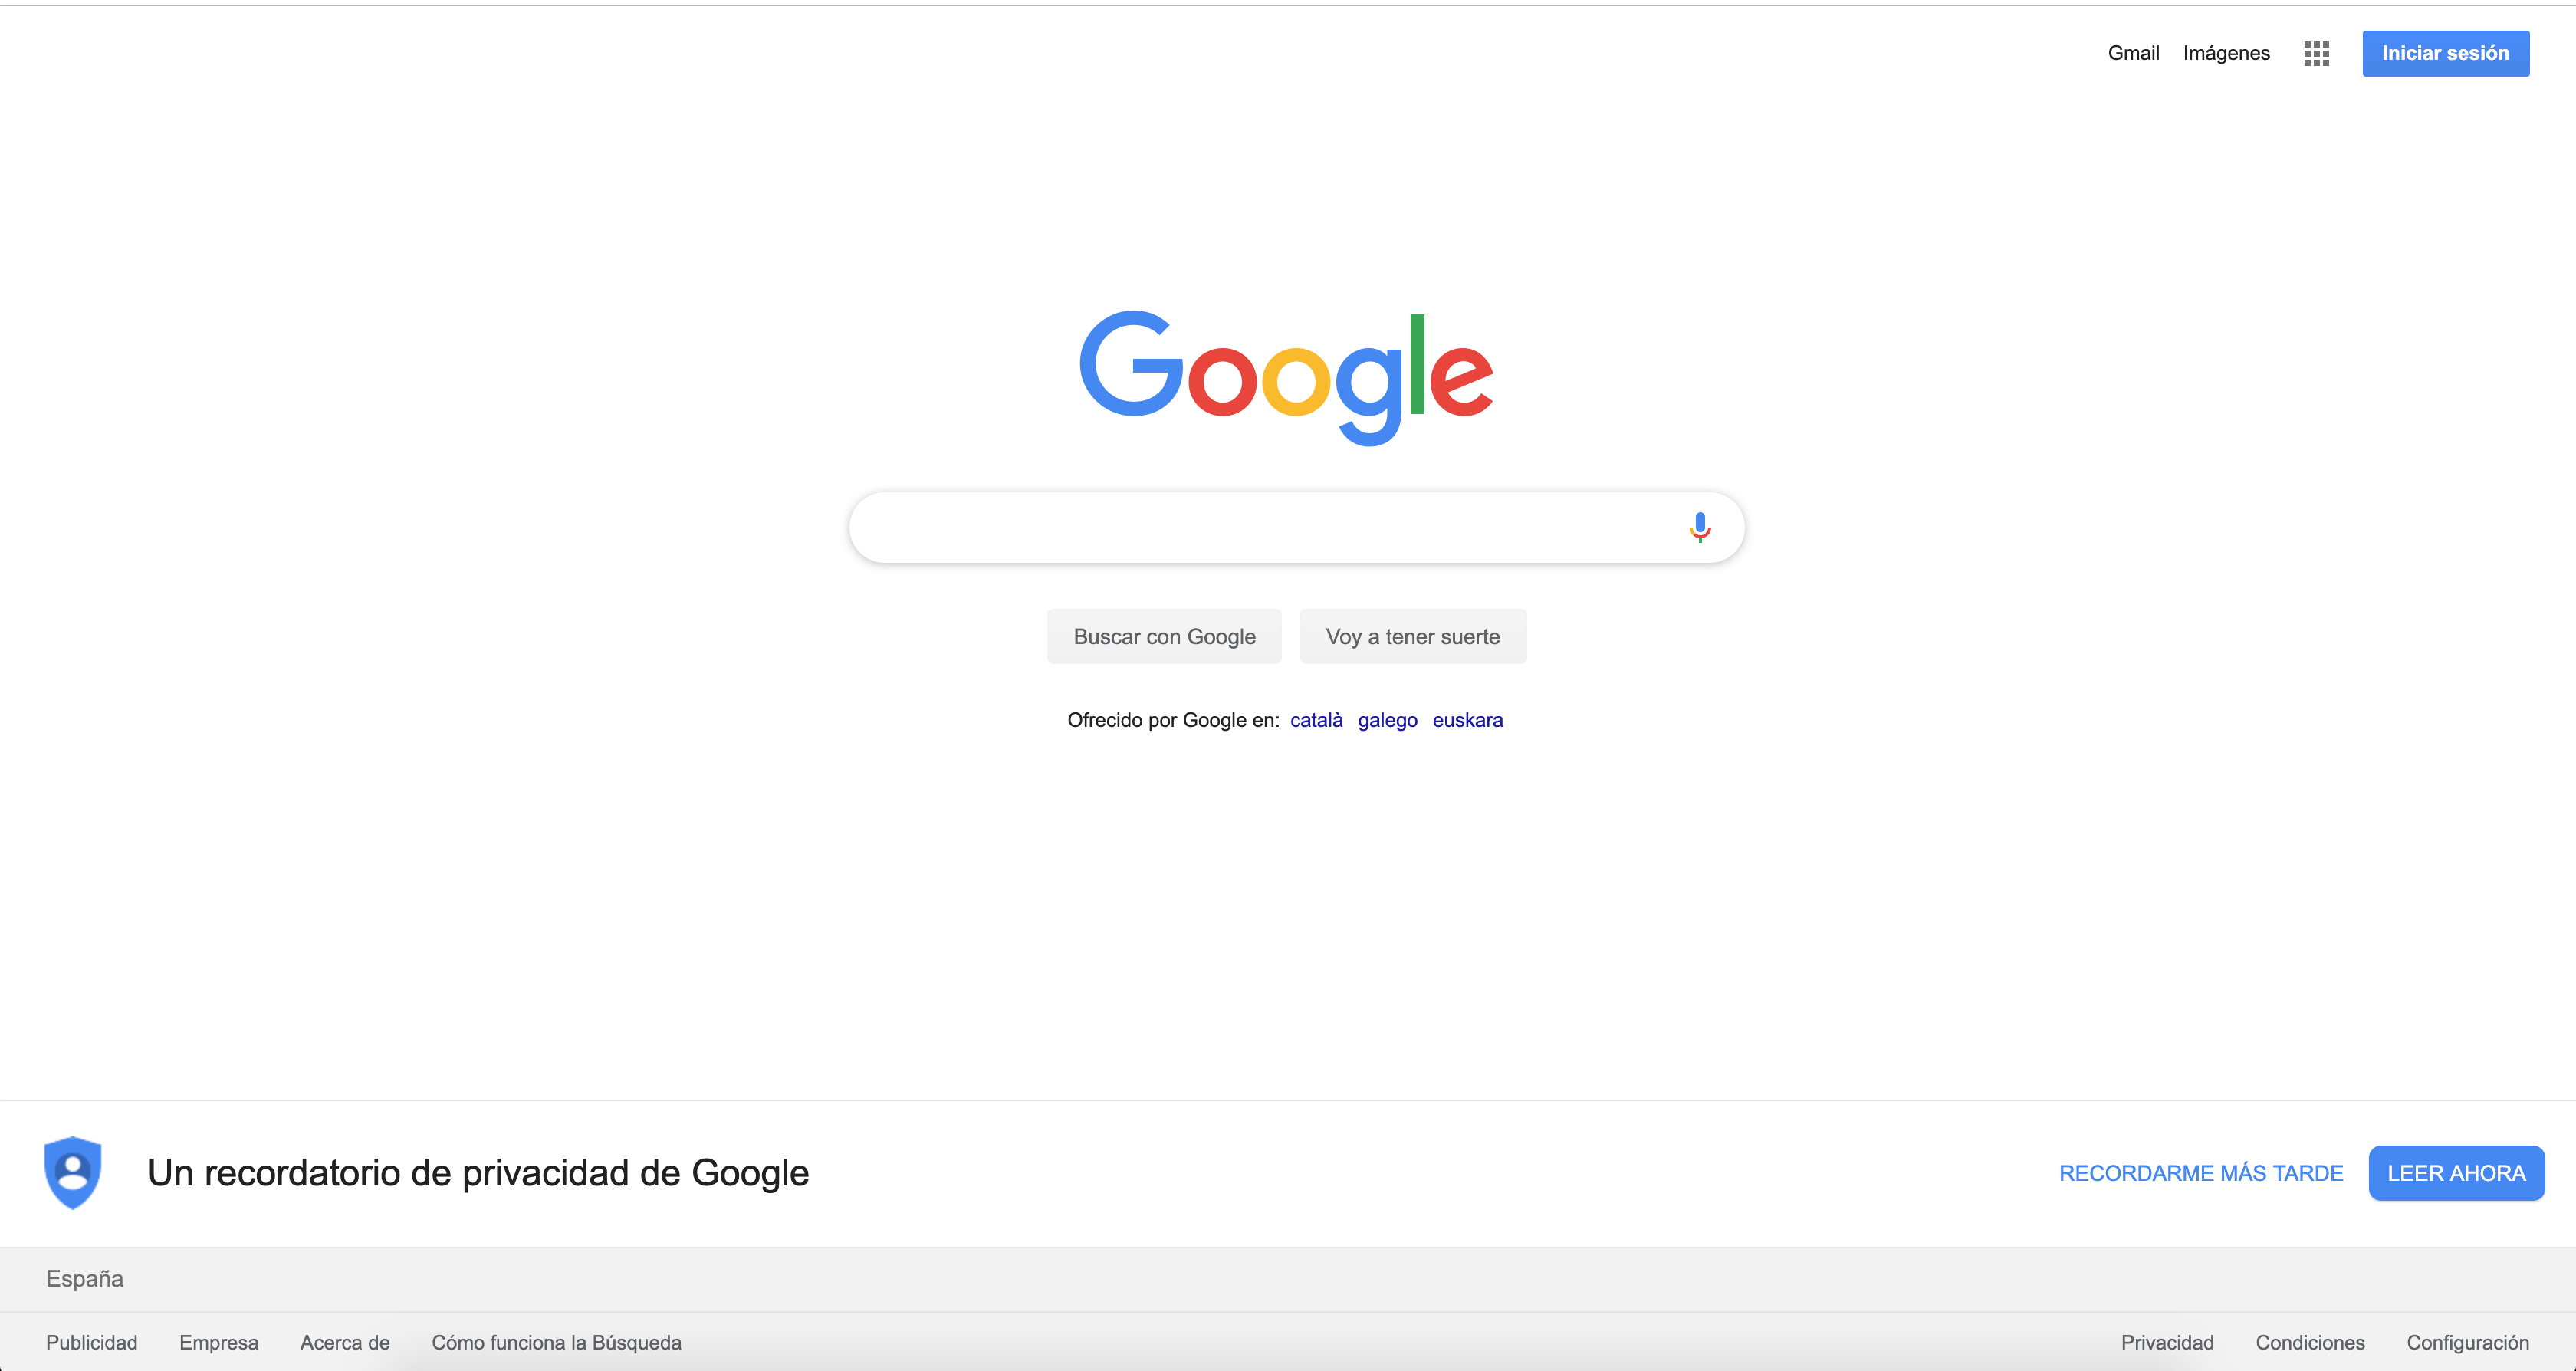 Gmail Imágenes Iniciar sesión
Google
Buscar con Google Voy a tener suerte
Ofrecido por Google en: català galego euskara
Un recordatorio de privacidad de Google RECORDARME MÁS TARDE LEER AHORA
España
Publicidad Empresa Acerca de Cómo funciona la Búsqueda Privacidad Condiciones Configuración